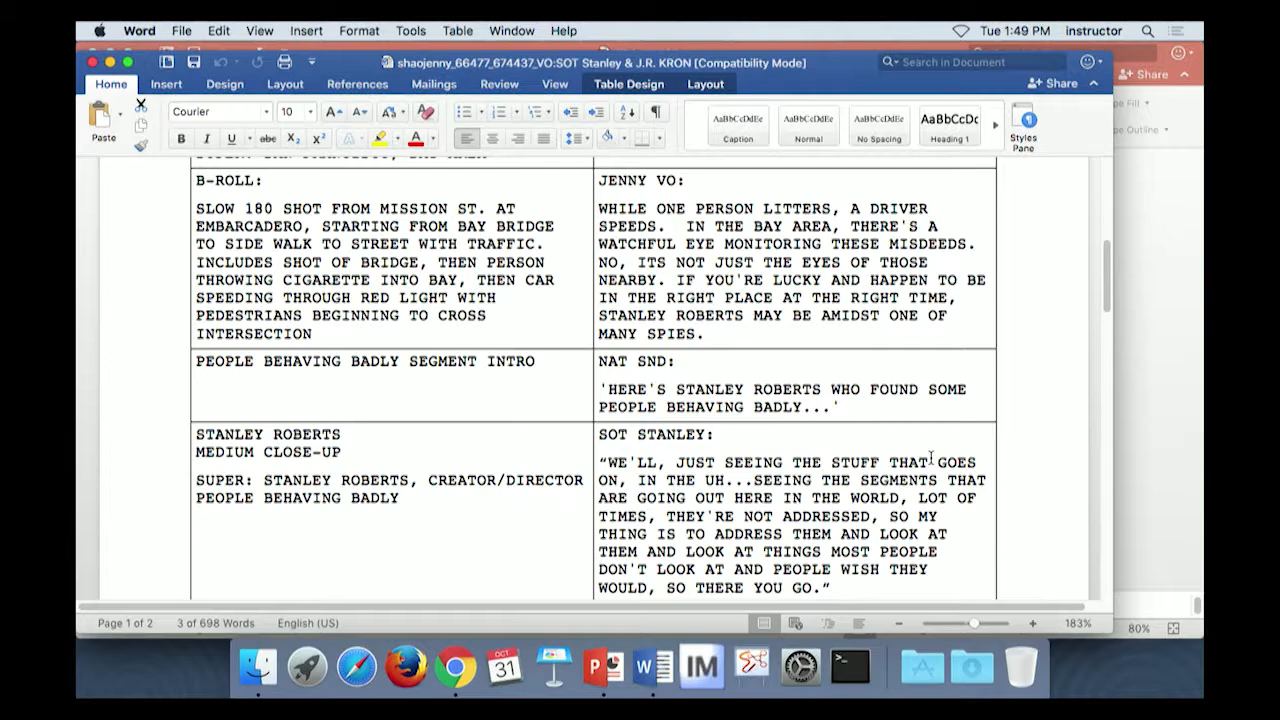 Word File Edit View Insert Format Tools Table Window Help Tue 1:49 PM instructor
shaojenny_66477_674437_VO:SOT Stanley & J.R. KRON [Compatibility Mode] Search in Document
Home Insert Design Layout References Mailings Review View Table Design Layout Share Share
Courier 10 AaBbCcDdEe AaBbCcDdEe AaBbCcDdEe AaBbCcDc
Paste Caption Normal No Spacing Heading 1 Styles Pane
B-ROLL:
SLOW 180 SHOT FROM MISSION ST. AT
EMBARCADERO, STARTING FROM BAY BRIDGE
TO SIDE WALK TO STREET WITH TRAFFIC.
INCLUDES SHOT OF BRIDGE, THEN PERSON
THROWING CIGARETTE INTO BAY, THEN CAR
SPEEDING THROUGH RED LIGHT WITH
PEDESTRIANS BEGINNING TO CROSS
INTERSECTION
JENNY VO:
WHILE ONE PERSON LITTERS, A DRIVER
SPEEDS. IN THE BAY AREA, THERE'S A
WATCHFUL EYE MONITORING THESE MISDEEDS.
NO, ITS NOT JUST THE EYES OF THOSE
NEARBY. IF YOU'RE LUCKY AND HAPPEN TO BE
IN THE RIGHT PLACE AT THE RIGHT TIME,
STANLEY ROBERTS MAY BE AMIDST ONE OF
MANY SPIES.
PEOPLE BEHAVING BADLY SEGMENT INTRO
NAT SND:
'HERE'S STANLEY ROBERTS WHO FOUND SOME
PEOPLE BEHAVING BADLY...'
STANLEY ROBERTS
MEDIUM CLOSE-UP
SUPER: STANLEY ROBERTS, CREATOR/DIRECTOR
PEOPLE BEHAVING BADLY
SOT STANLEY:
“WE'LL, JUST SEEING THE STUFF THAT GOES
ON, IN THE UH...SEEING THE SEGMENTS THAT
ARE GOING OUT HERE IN THE WORLD, LOT OF
TIMES, THEY'RE NOT ADDRESSED, SO MY
THING IS TO ADDRESS THEM AND LOOK AT
THEM AND LOOK AT THINGS MOST PEOPLE
DON'T LOOK AT AND PEOPLE WISH THEY
WOULD, SO THERE YOU GO.”
Page 1 of 2 3 of 698 Words English (US) 183%
80%
OCT
31
IM